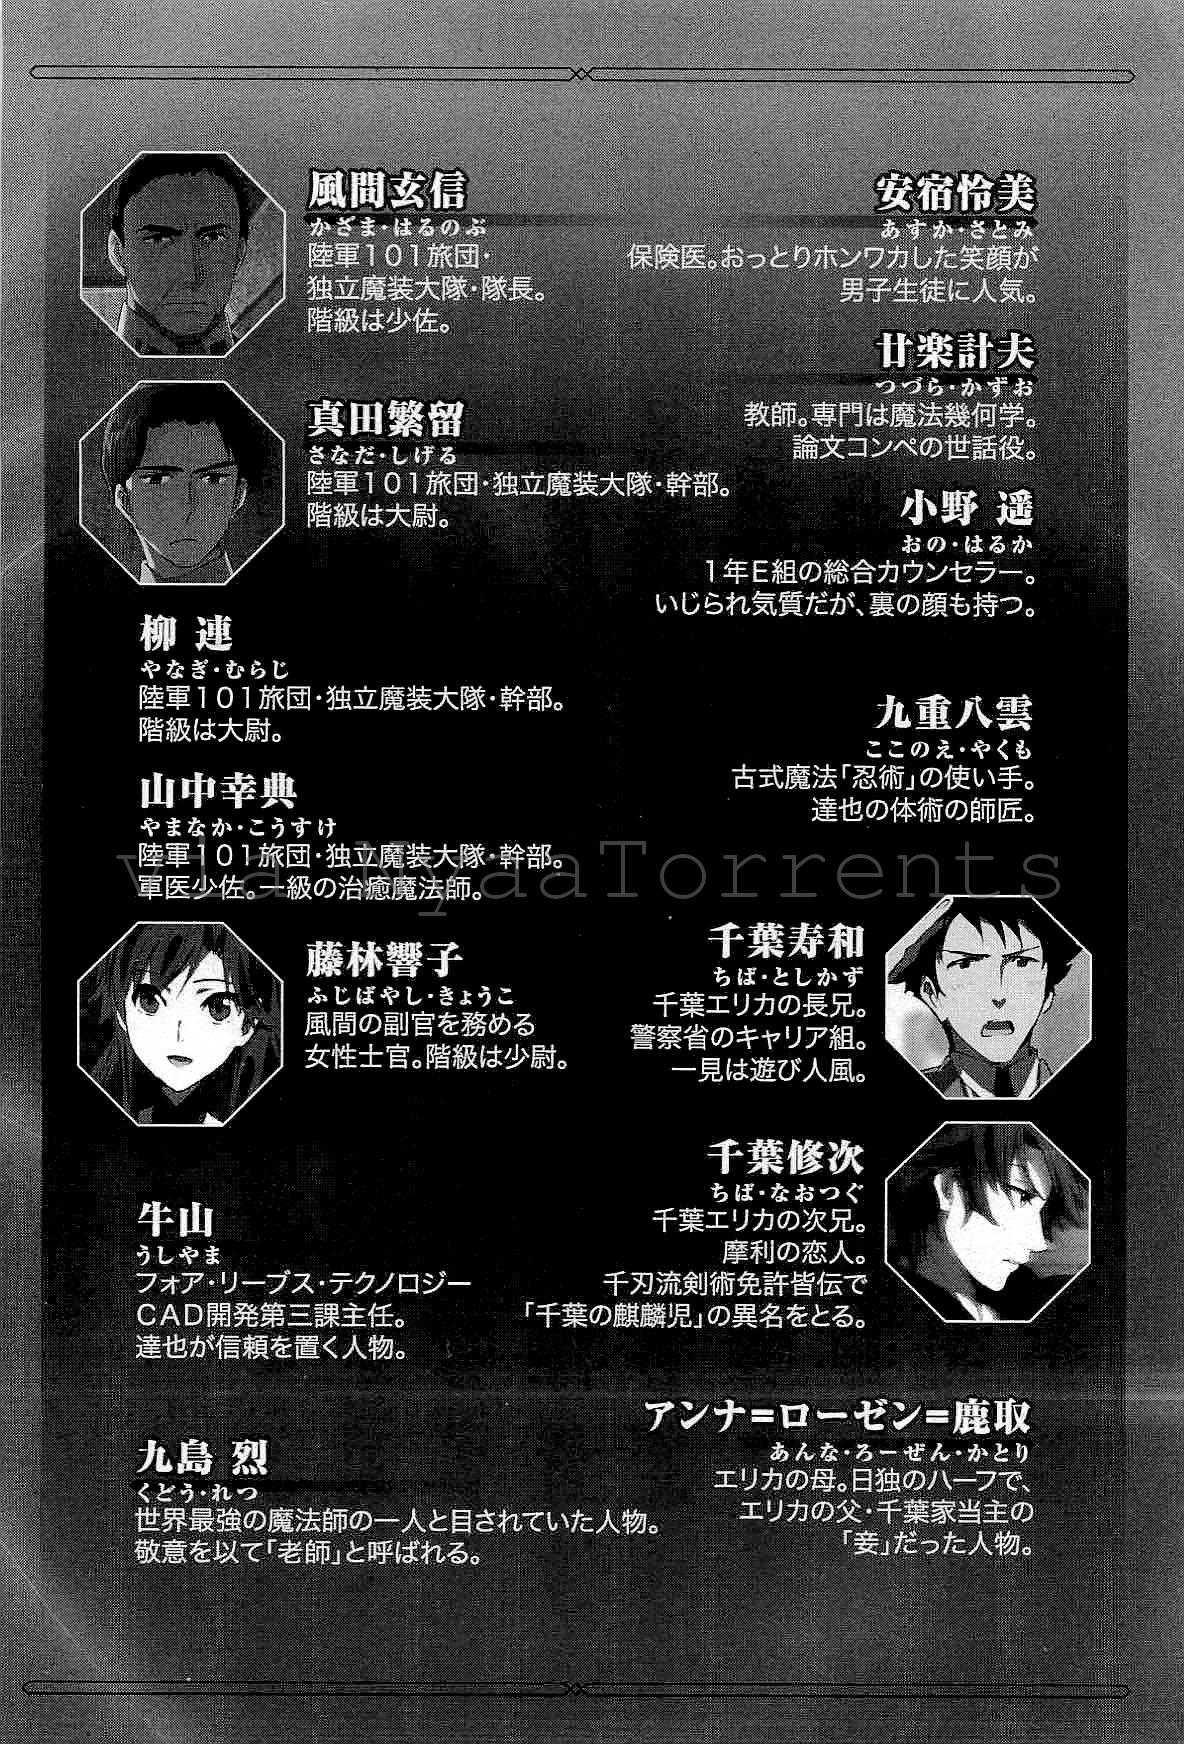 風間玄信
かざま・はるのぶ
陸軍101旅団・
独立魔装大隊・隊長。
階級は少佐。
真田繁留
さなだ・しげる
陸軍101旅団・独立魔装大隊・幹部。
階級は大尉。
柳 連
やなぎ・むらじ
陸軍101旅団・独立魔装大隊・幹部。
階級は大尉。
山中幸典
やまなか・こうすけ
陸軍101旅団・独立魔装大隊・幹部。
軍医少佐。一級の治癒魔法師。
藤林響子
ふじばやし・きょうこ
風間の副官を務める
女性士官。階級は少尉。
牛山
うしやま
フォア・リーブス・テクノロジー
CAD開発第三課主任。
達也が信頼を置く人物。
九島 烈
くどう・れつ
世界最強の魔法師の一人と目されていた人物。
敬意を以て「老師」と呼ばれる。
安宿怜美
あすか・さとみ
保険医。おっとりホンワカした笑顔が
男子生徒に人気。
廿楽計夫
つづら・かずお
教師。専門は魔法幾何学。
論文コンペの世話役。
小野 遥
おの・はるか
1年E組の総合カウンセラー。
いじられ気質だが、裏の顔も持つ。
九重八雲
ここのえ・やくも
古式魔法「忍術」の使い手。
達也の体術の師匠。
千葉寿和
ちば・としかず
千葉エリカの長兄。
警察省のキャリア組。
一見は遊び人風。
千葉修次
ちば・なおつぐ
千葉エリカの次兄。
摩利の恋人。
千刃流剣術免許皆伝で
「千葉の麒麟児」の異名をとる。
アンナ=ローゼン=鹿取
あんな・ろーぜん・かとり
エリカの母。日独のハーフで、
エリカの父・千葉家当主の
「妾」だった人物。
via NyaaTorrents